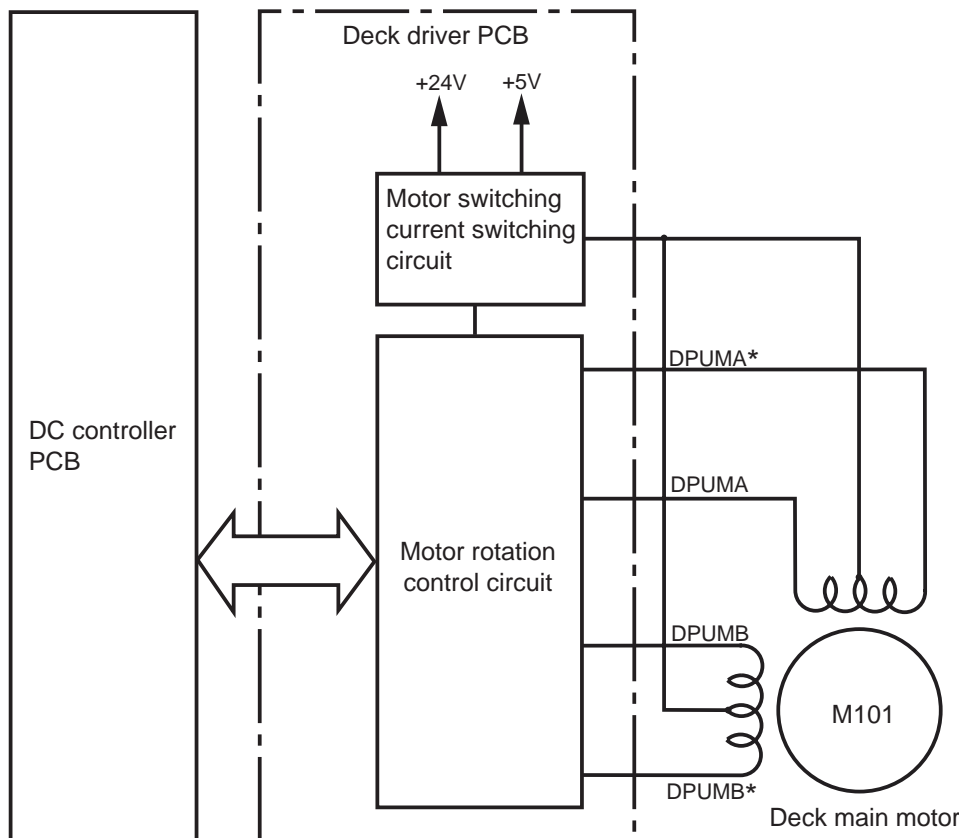 Deck driver PCB
+24V
+5V
Motor switching
current switching
circuit
DPUMA*
DC controller
PCB
DPUMA
Motor rotation
control circuit
DPUMB
M101
DPUMB*
Deck main motor